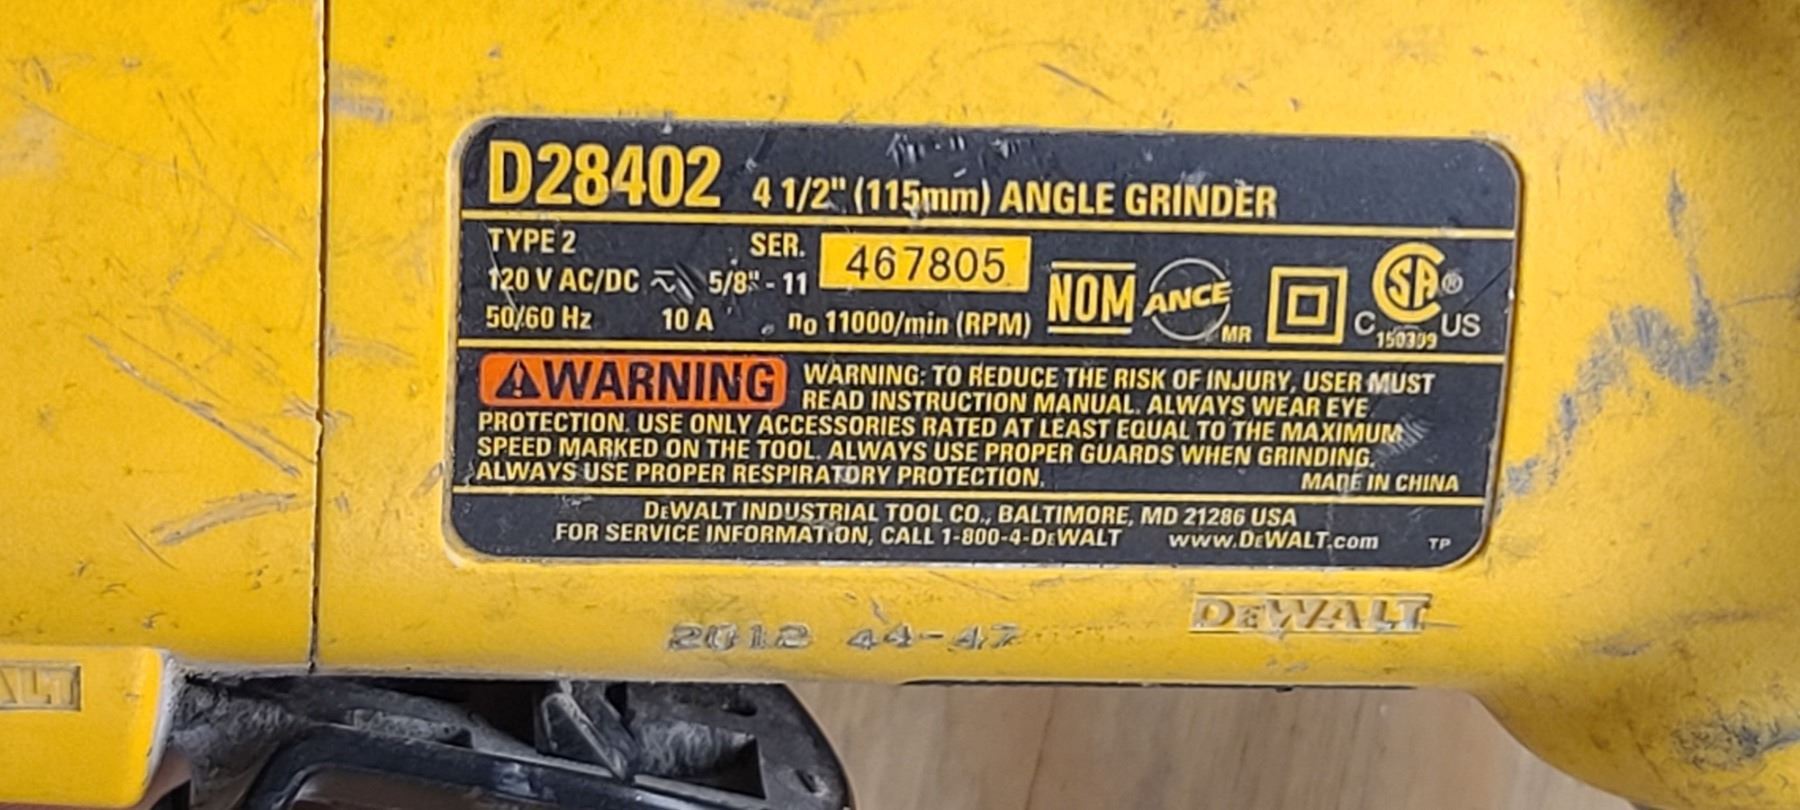 D28402 4 1/2" (115mm) ANGLE GRINDER
TYPE 2 SER. 467805
120 V AC/DC 5/8" - 11
50/60 Hz 10 A n₀ 11000/min (RPM)
NOM ANCE MR
SA ®
C 150399 US
WARNING WARNING: TO REDUCE THE RISK OF INJURY, USER MUST
READ INSTRUCTION MANUAL. ALWAYS WEAR EYE
PROTECTION. USE ONLY ACCESSORIES RATED AT LEAST EQUAL TO THE MAXIMUM
SPEED MARKED ON THE TOOL. ALWAYS USE PROPER GUARDS WHEN GRINDING.
ALWAYS USE PROPER RESPIRATORY PROTECTION. MADE IN CHINA
DEWALT INDUSTRIAL TOOL CO., BALTIMORE, MD 21286 USA
FOR SERVICE INFORMATION, CALL 1-800-4-DEWALT www.DEWALT.com TP
DEWALT
2012 44-47
ALT